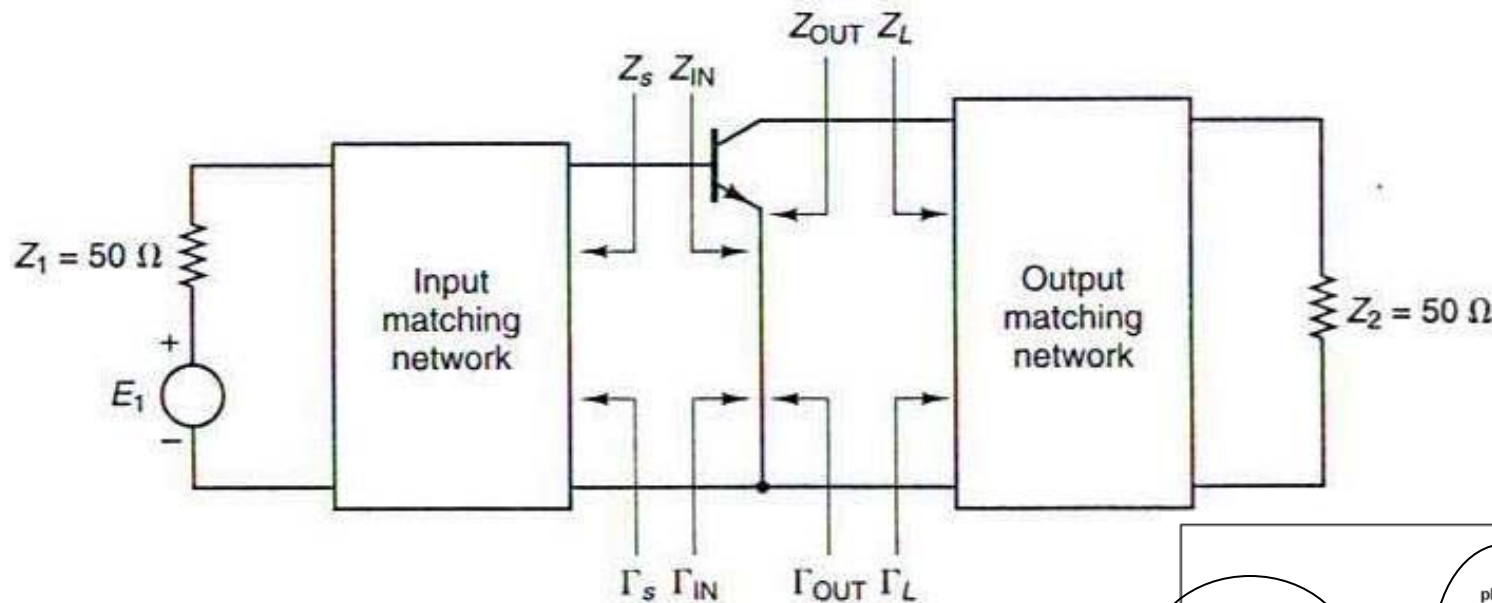 Z_OUT Z_L
Z_s Z_IN
Z_1 = 50 Ω
Input
matching
network
Output
matching
network
Z_2 = 50 Ω
+
E_1
−
Γ_s Γ_IN Γ_OUT Γ_L